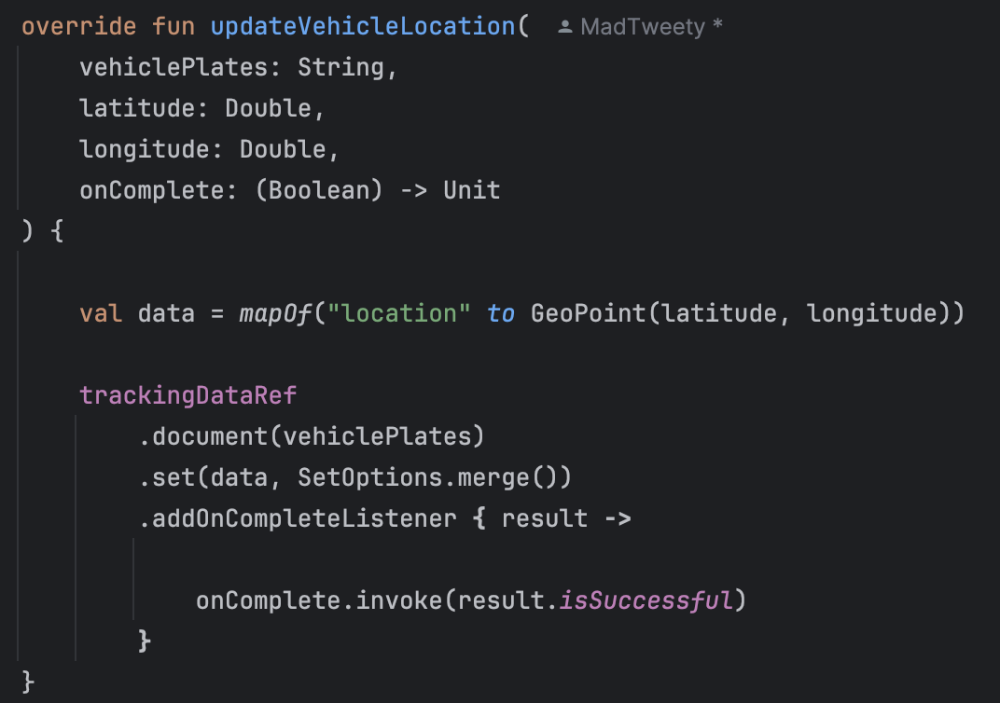 override fun updateVehicleLocation( MadTweety *
vehiclePlates: String,
latitude: Double,
longitude: Double,
onComplete: (Boolean) -> Unit
) {
val data = mapOf("location" to GeoPoint(latitude, longitude))
trackingDataRef
.document(vehiclePlates)
.set(data, SetOptions.merge())
.addOnCompleteListener { result ->
onComplete.invoke(result.isSuccessful)
}
}